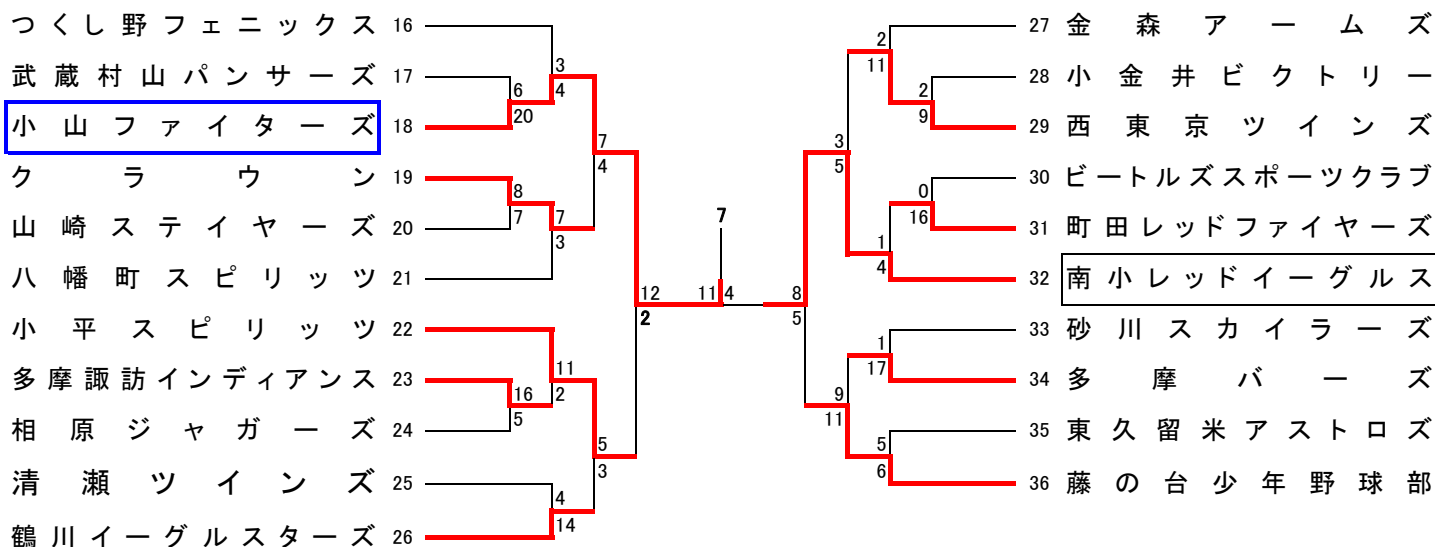 つくし野フェニックス 16
武蔵村山パンサーズ 17
小山ファイターズ 18
クラウン 19
山崎ステイヤーズ 20
八幡町スピリッツ 21
小平スピリッツ 22
多摩諏訪インディアンス 23
相原ジャガーズ 24
清瀬ツインズ 25
鶴川イーグルスターズ 26
3
4
6
20
7
4
8
7
7
3
12
2
11
2
16
5
5
3
4
14
7
11 4
27 金森アームズ
28 小金井ビクトリー
29 西東京ツインズ
30 ビートルズスポーツクラブ
31 町田レッドファイヤーズ
32 南小レッドイーグルス
33 砂川スカイラーズ
34 多摩バーズ
35 東久留米アストロズ
36 藤の台少年野球部
2
11
2
9
3
5
0
16
1
4
8
5
1
17
9
11
5
6